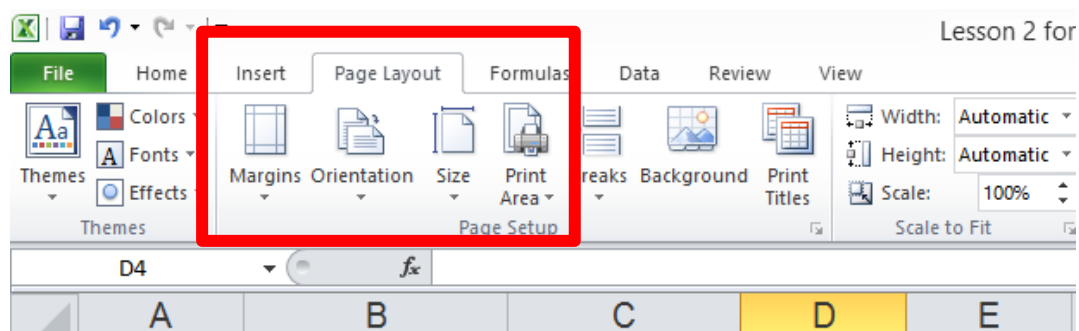 Lesson 2 for
File Home Insert Page Layout Formulas Data Review View
Themes
Colors
Fonts
Effects
Themes
Margins Orientation Size Print Area
reaks Background Print Titles
Page Setup
Width: Automatic
Height: Automatic
Scale: 100%
Scale to Fit
D4 fx
A B C D E